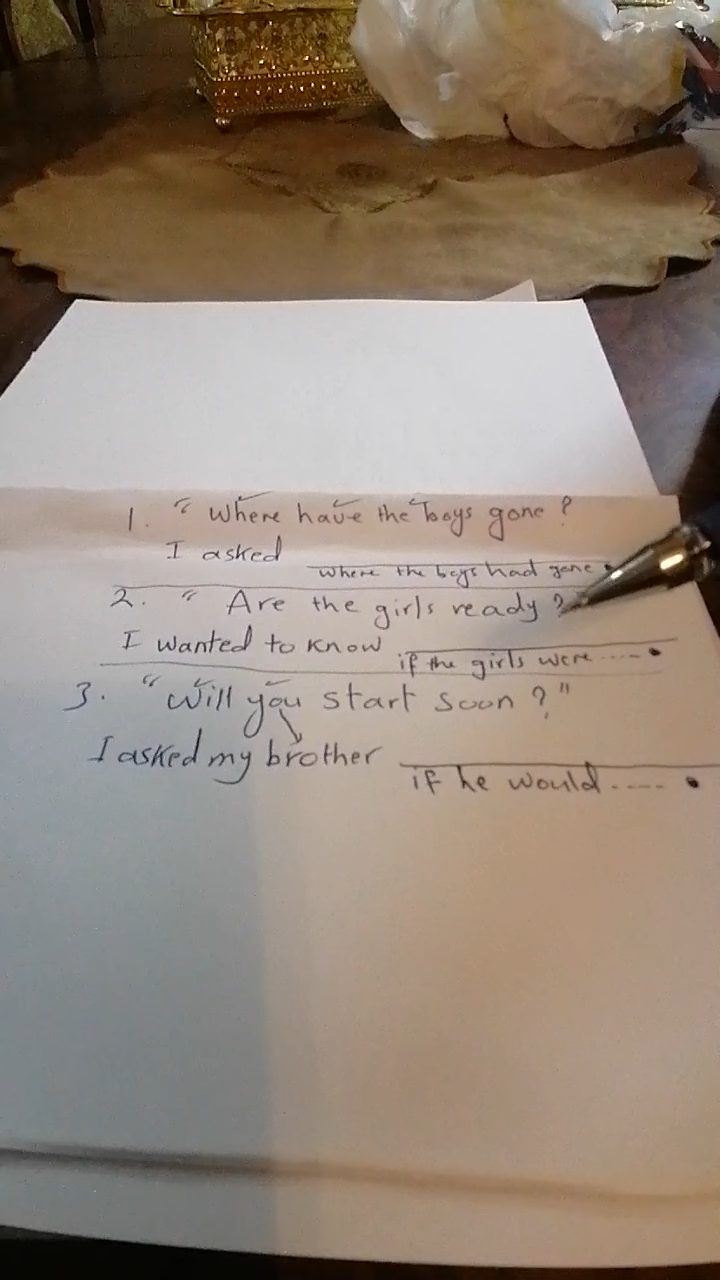 1. " Where have the boys gone ?
I asked where the boys had gone .
2. " Are the girls ready ?
I wanted to know if the girls were ..... .
3. " Will you start soon ? "
I asked my brother if he would ..... .